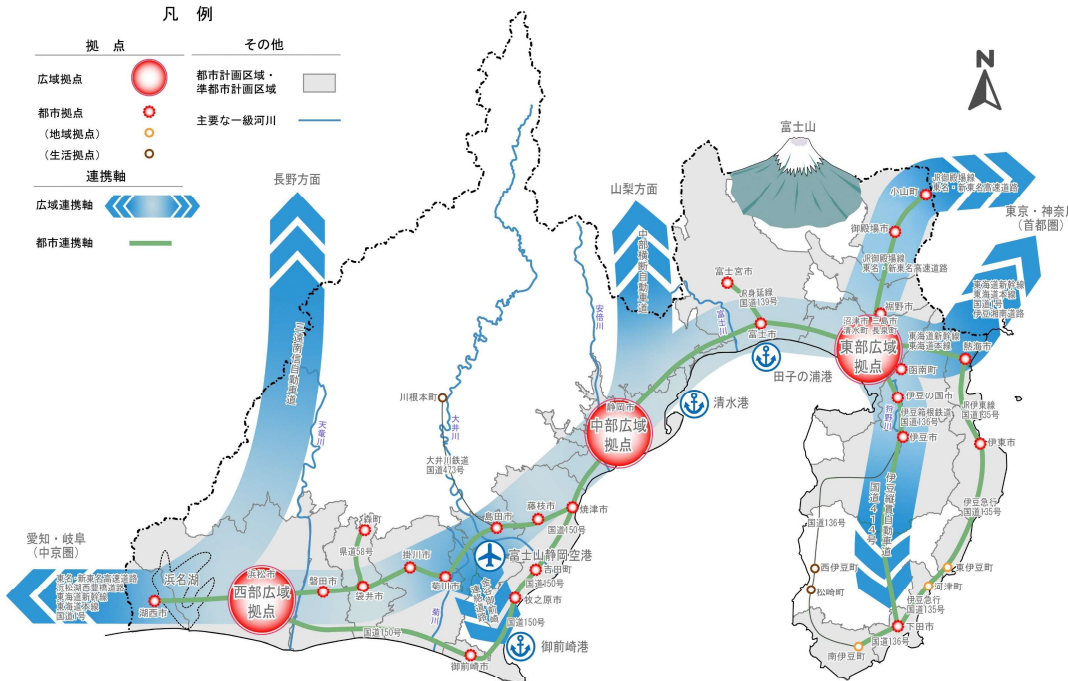 凡 例
拠 点
広域拠点
都市拠点
（地域拠点）
（生活拠点）
連携軸
広域連携軸
都市連携軸
その他
都市計画区域・
準都市計画区域
主要な一級河川
N
富士山
長野方面
山梨方面
東京・神奈川
（首都圏）
愛知・岐阜
（中京圏）
小山町
JR御殿場線
東名・新東名高速道路
御殿場市
JR御殿場線
東名・新東名高速道路
東海道新幹線
東海道本線
国道1号
伊豆湘南道路
裾野市
沼津市 三島市
清水町 長泉町
東部広域
拠点
東海道新幹線
東海道本線
熱海市
函南町
富士宮市
JR身延線
国道139号
富士川
富士市
田子の浦港
清水港
中部横断自動車道
安倍川
静岡市
中部広域
拠点
伊豆の国市
狩野川
伊豆箱根鉄道
国道136号
伊豆市
JR伊東線
国道135号
伊東市
伊豆縦貫自動車道
国道414号
伊豆急行
国道135号
国道136号
西伊豆町
松崎町
東伊豆町
河津町
伊豆急行
国道135号
下田市
国道136号
南伊豆町
三遠南信自動車道
天竜川
川根本町
大井川
大井川鉄道
国道473号
島田市
藤枝市
焼津市
国道150号
富士山静岡空港
吉田町
国道150号
牧之原市
国道150号
金谷御前崎
連絡道路
御前崎港
御前崎市
菊川
菊川市
掛川市
森町
県道58号
袋井市
磐田市
国道150号
浜松市
西部広域
拠点
浜名湖
湖西市
東名・新東名高速道路
浜松湖西豊橋道路
東海道新幹線
東海道本線
国道1号